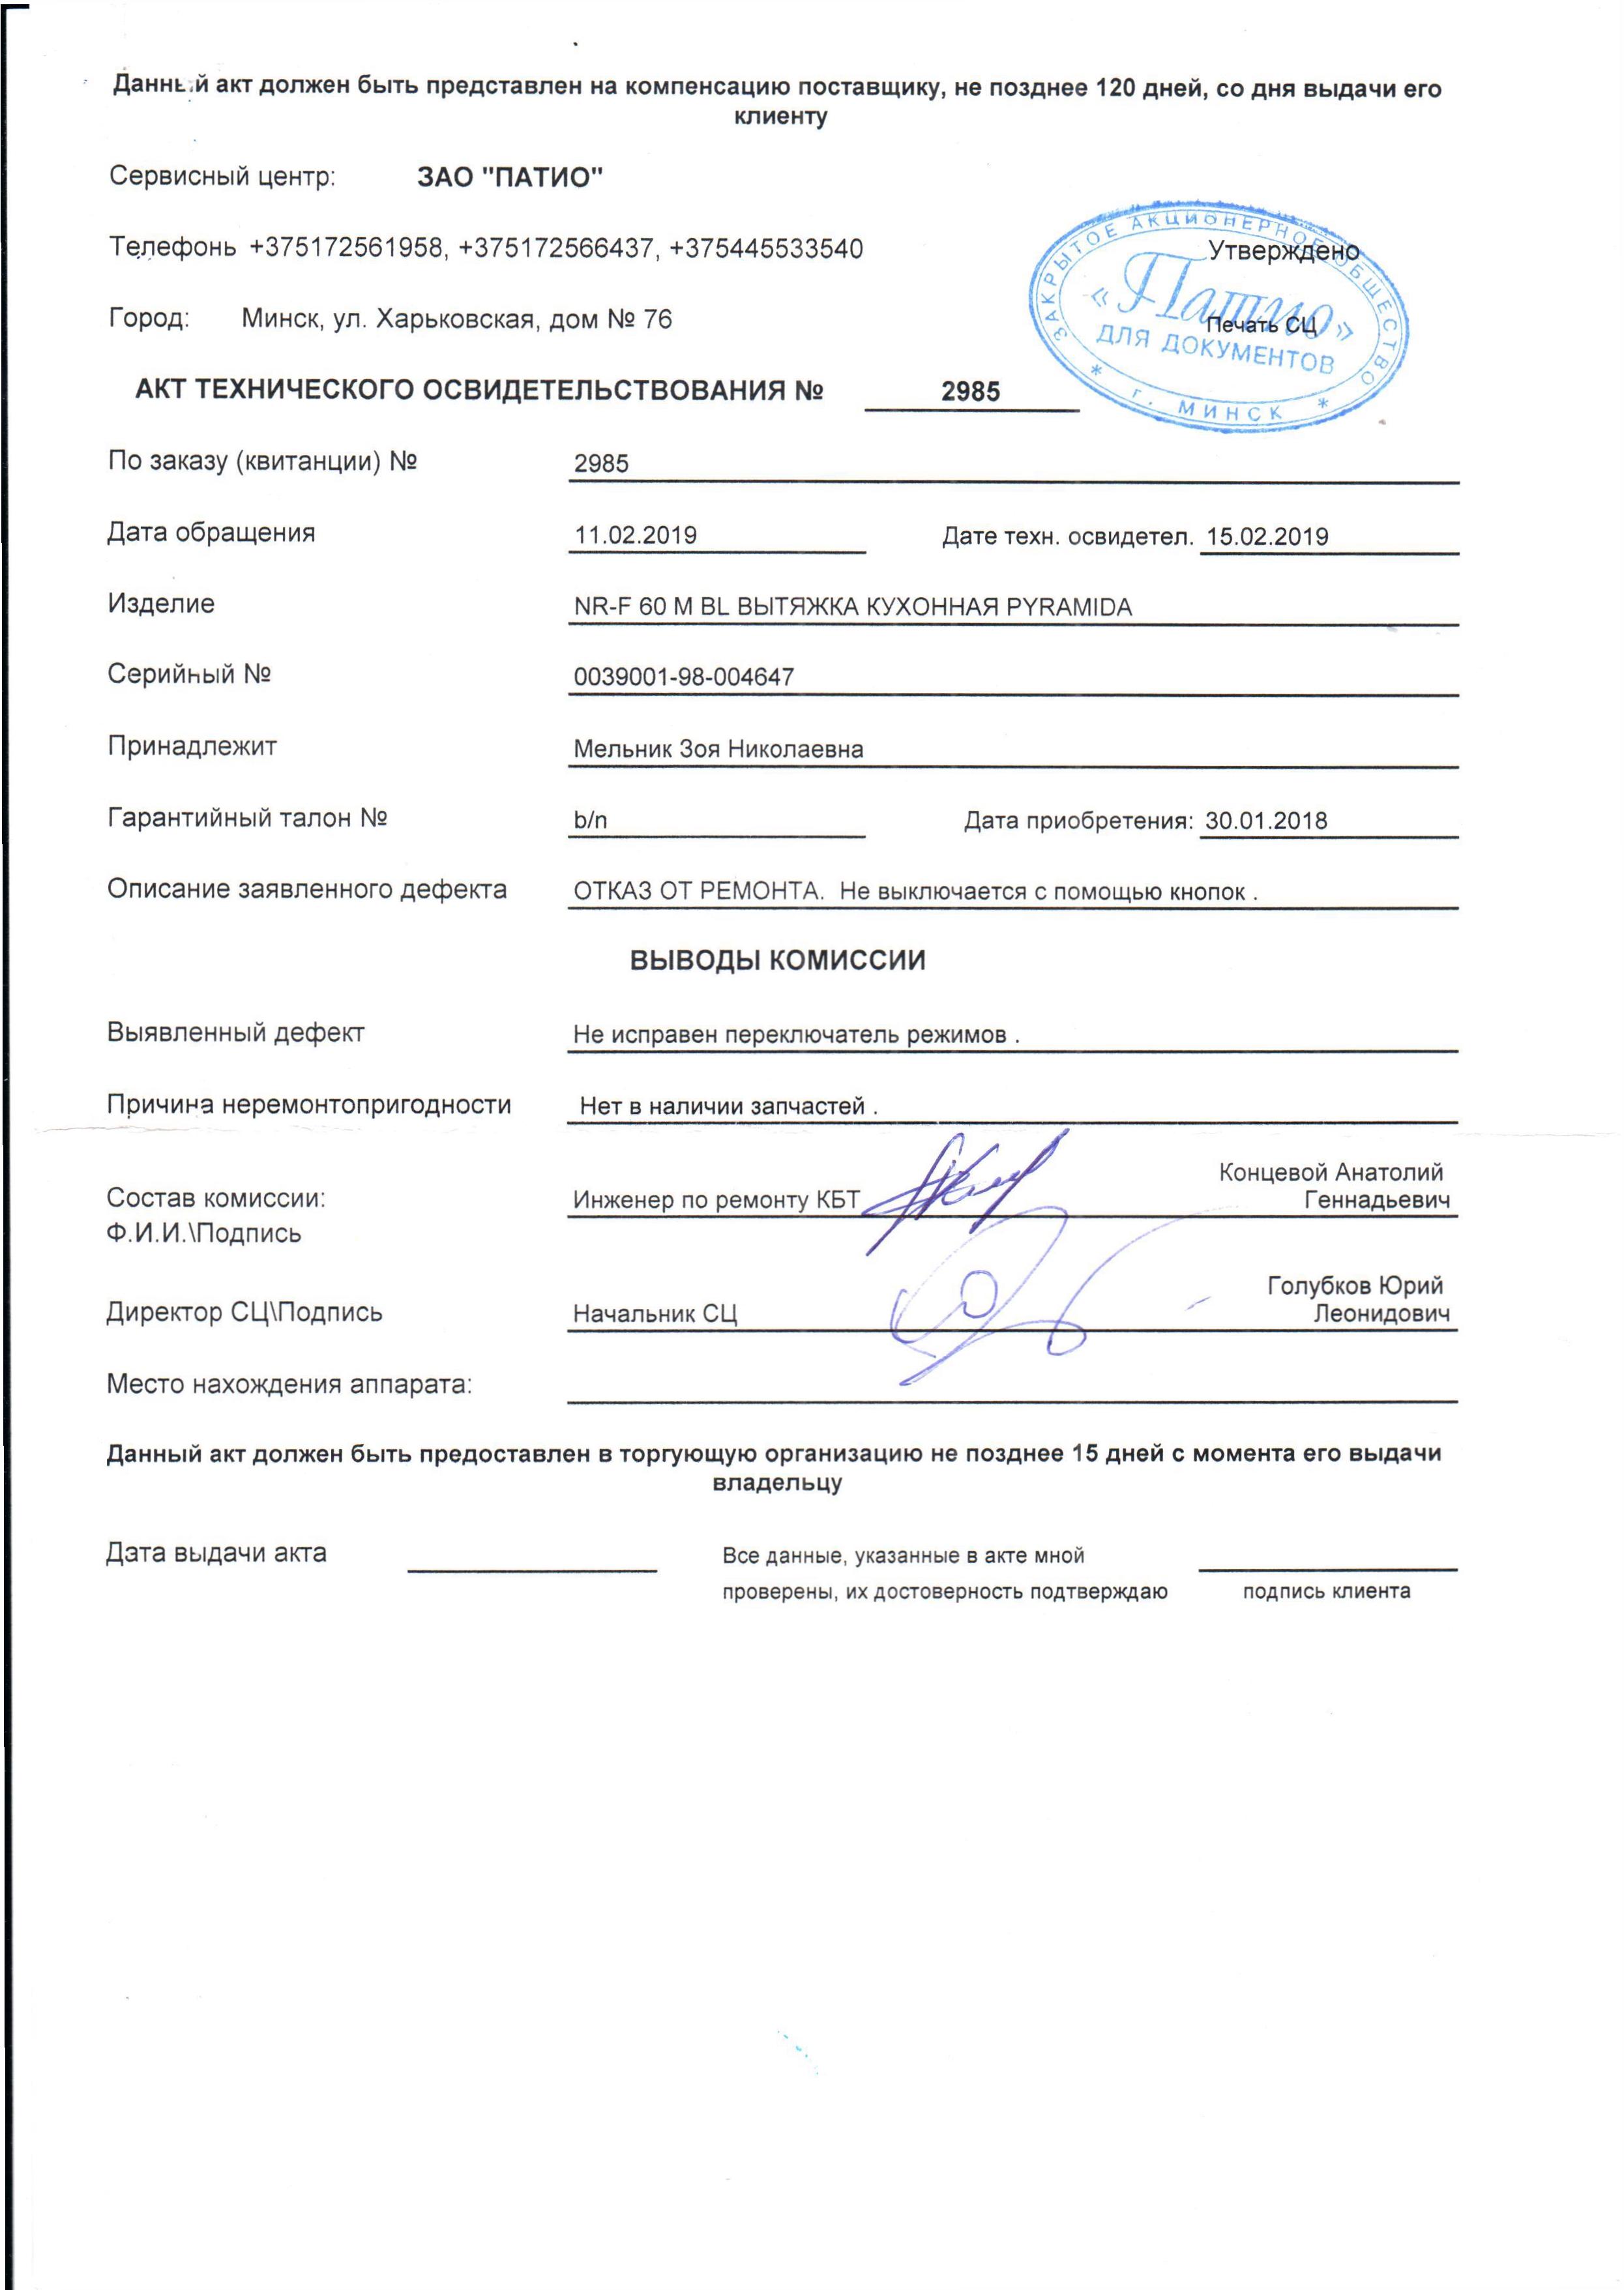 Данный акт должен быть представлен на компенсацию поставщику, не позднее 120 дней, со дня выдачи его
клиенту
Сервисный центр: ЗАО "ПАТИО"
Телефонь +375172561958, +375172566437, +375445533540
Утверждено
Город: Минск, ул. Харьковская, дом № 76
Печать СЦ
ЗАКРЫТОЕ АКЦИОНЕРНОЕ ОБЩЕСТВО
«Патио»
ДЛЯ ДОКУМЕНТОВ
* г. МИНСК *
АКТ ТЕХНИЧЕСКОГО ОСВИДЕТЕЛЬСТВОВАНИЯ № 2985
По заказу (квитанции) № 2985
Дата обращения 11.02.2019 Дате техн. освидетел. 15.02.2019
Изделие NR-F 60 M BL ВЫТЯЖКА КУХОННАЯ PYRAMIDA
Серийный № 0039001-98-004647
Принадлежит Мельник Зоя Николаевна
Гарантийный талон № b/n Дата приобретения: 30.01.2018
Описание заявленного дефекта ОТКАЗ ОТ РЕМОНТА. Не выключается с помощью кнопок .
ВЫВОДЫ КОМИССИИ
Выявленный дефект Не исправен переключатель режимов .
Причина неремонтопригодности Нет в наличии запчастей .
Концевой Анатолий
Состав комиссии: Инженер по ремонту КБТ Геннадьевич
Ф.И.И.\Подпись
Голубков Юрий
Директор СЦ\Подпись Начальник СЦ Леонидович
Место нахождения аппарата:
Данный акт должен быть предоставлен в торгующую организацию не позднее 15 дней с момента его выдачи
владельцу
Дата выдачи акта Все данные, указанные в акте мной
проверены, их достоверность подтверждаю подпись клиента